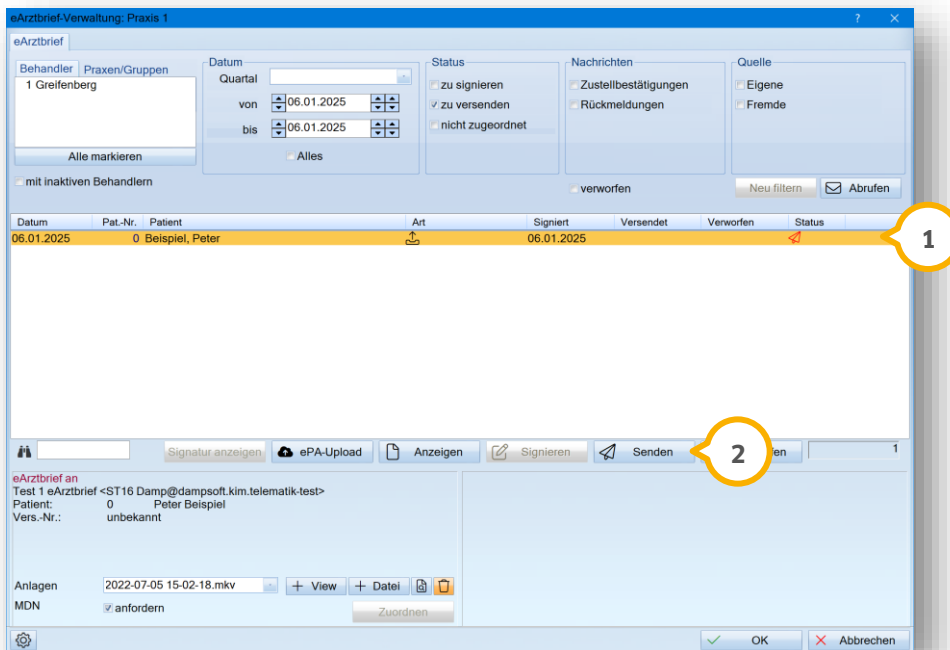 eArztbrief-Verwaltung: Praxis 1
eArztbrief
Behandler Praxen/Gruppen
1 Greifenberg
Alle markieren
mit inaktiven Behandlern
Datum
Quartal
von 06.01.2025
bis 06.01.2025
Alles
Status
zu signieren
zu versenden
nicht zugeordnet
Nachrichten
Zustellbestätigungen
Rückmeldungen
verworfen
Quelle
Eigene
Fremde
Neu filtern Abrufen
Datum Pat.-Nr. Patient Art Signiert Versendet Verworfen Status
06.01.2025 0 Beispiel, Peter 06.01.2025
1
Signatur anzeigen ePA-Upload Anzeigen Signieren Senden 1
2
eArztbrief an
Test 1 eArztbrief <ST16 Damp@dampsoft.kim.telematik-test>
Patient: 0 Peter Beispiel
Vers.-Nr.: unbekannt
Anlagen 2022-07-05 15-02-18.mkv + View + Datei
MDN anfordern Zuordnen
OK Abbrechen